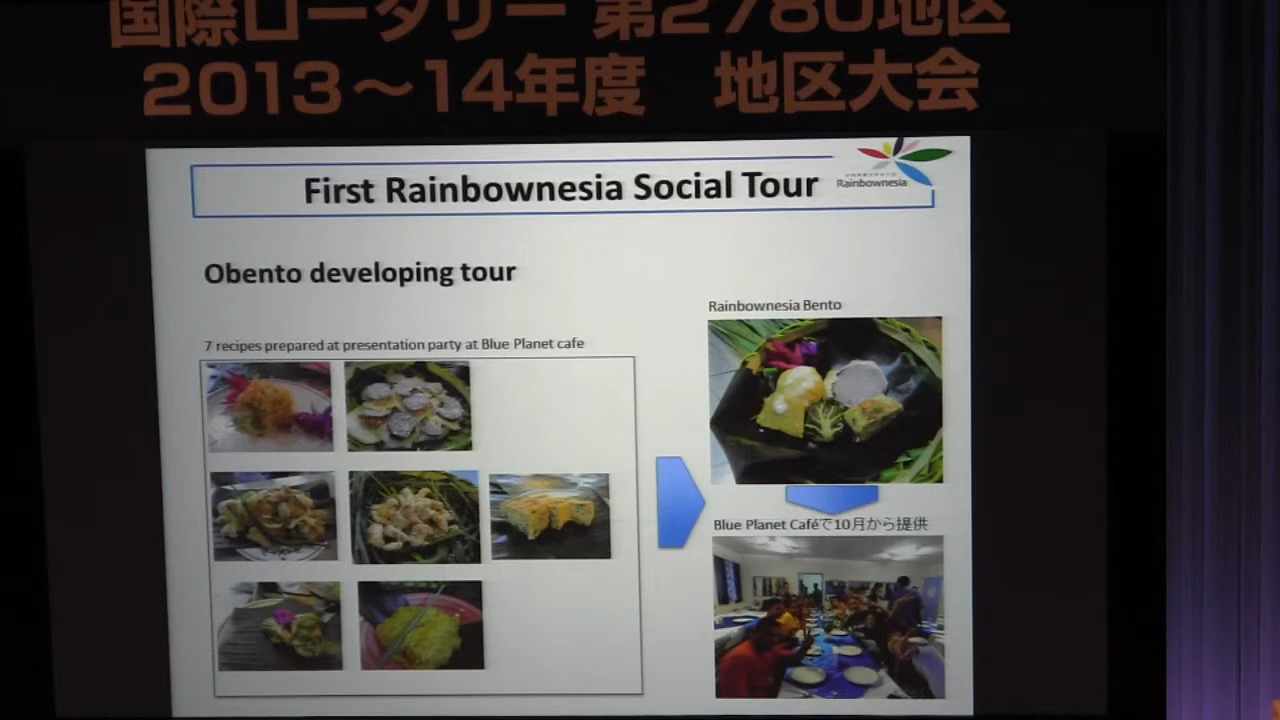 国際ロータリー 第2780地区
2013～14年度 地区大会
First Rainbownesia Social Tour
Rainbownesia
Obento developing tour
7 recipes prepared at presentation party at Blue Planet cafe
Rainbownesia Bento
Blue Planet Caféで10月から提供